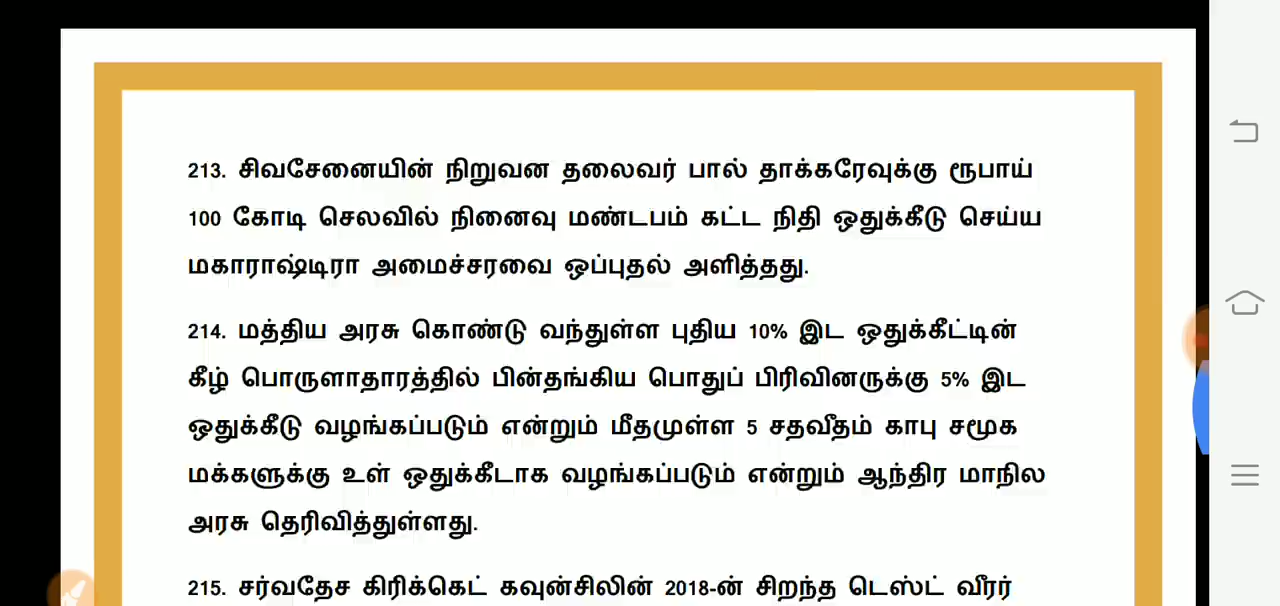 213. சிவசேனையின் நிறுவன தலைவர் பால் தாக்கரேவுக்கு ரூபாய்
100 கோடி செலவில் நினைவு மண்டபம் கட்ட நிதி ஒதுக்கீடு செய்ய
மகாராஷ்டிரா அமைச்சரவை ஒப்புதல் அளித்தது.
214. மத்திய அரசு கொண்டு வந்துள்ள புதிய 10% இட ஒதுக்கீட்டின்
கீழ் பொருளாதாரத்தில் பின்தங்கிய பொதுப் பிரிவினருக்கு 5% இட
ஒதுக்கீடு வழங்கப்படும் என்றும் மீதமுள்ள 5 சதவீதம் காபு சமூக
மக்களுக்கு உள் ஒதுக்கீடாக வழங்கப்படும் என்றும் ஆந்திர மாநில
அரசு தெரிவித்துள்ளது.
215. சர்வதேச கிரிக்கெட் கவுன்சிலின் 2018-ன் சிறந்த டெஸ்ட் வீரர்